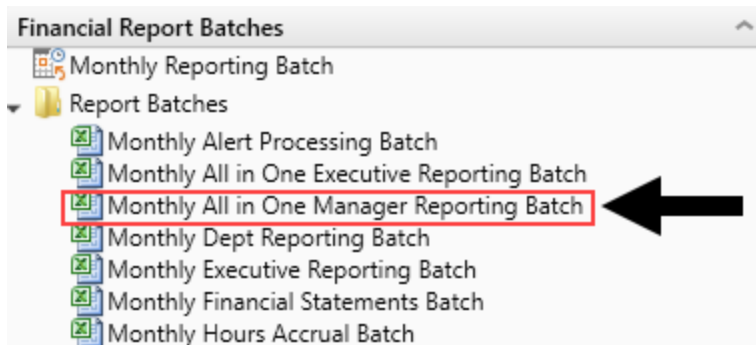 Financial Report Batches
Monthly Reporting Batch
Report Batches
Monthly Alert Processing Batch
Monthly All in One Executive Reporting Batch
Monthly All in One Manager Reporting Batch
Monthly Dept Reporting Batch
Monthly Executive Reporting Batch
Monthly Financial Statements Batch
Monthly Hours Accrual Batch